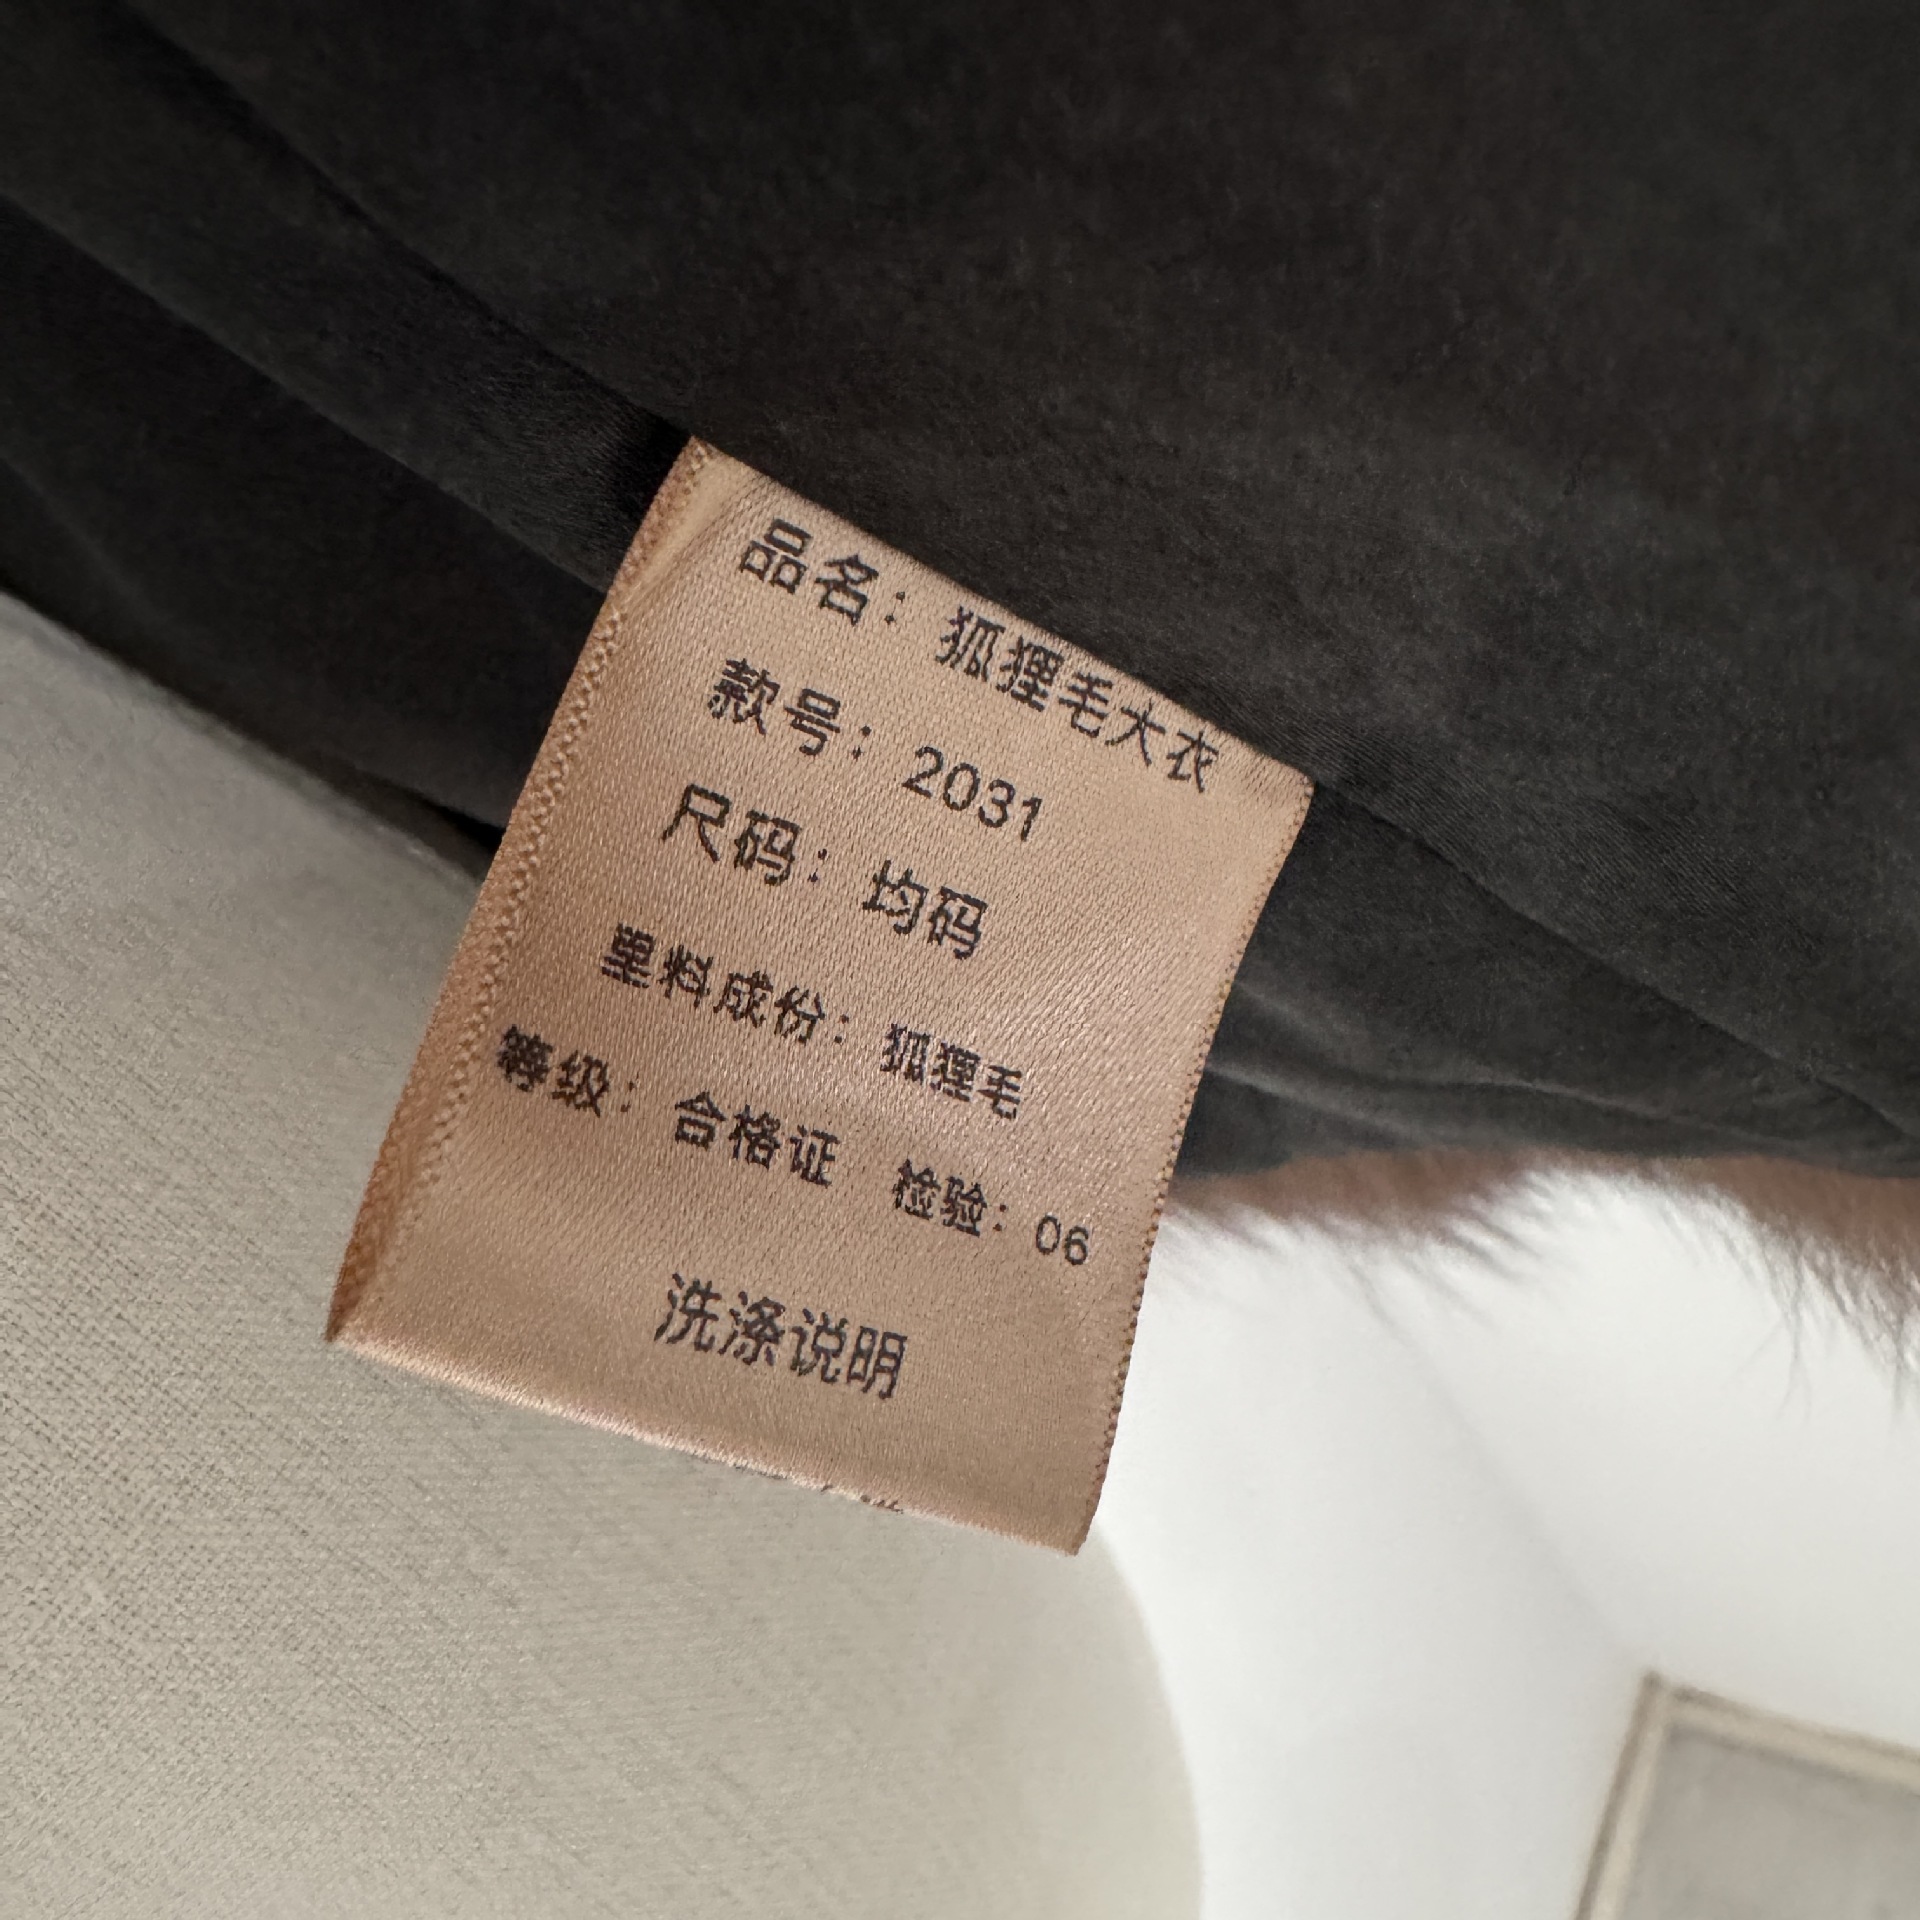 品名：狐狸毛大衣
款号：2031
尺码：均码
里料成份：狐狸毛
等级：合格证 检验：06
洗涤说明